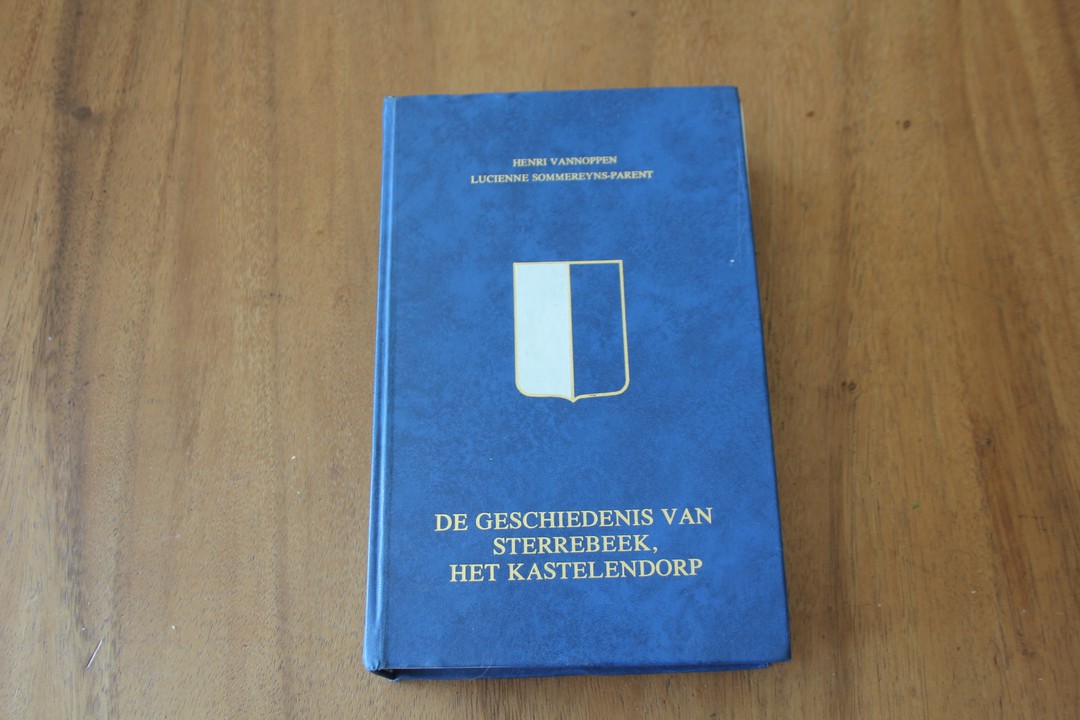 HENRI VANNOPPEN
LUCIENNE SOMMEREYNS-PARENT
DE GESCHIEDENIS VAN
STERREBEEK,
HET KASTELENDORP